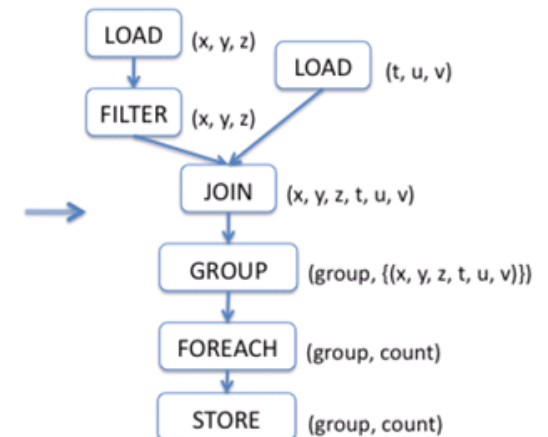 LOAD (x, y, z)
LOAD (t, u, v)
FILTER (x, y, z)
JOIN (x, y, z, t, u, v)
GROUP (group, {(x, y, z, t, u, v)})
FOREACH (group, count)
STORE (group, count)